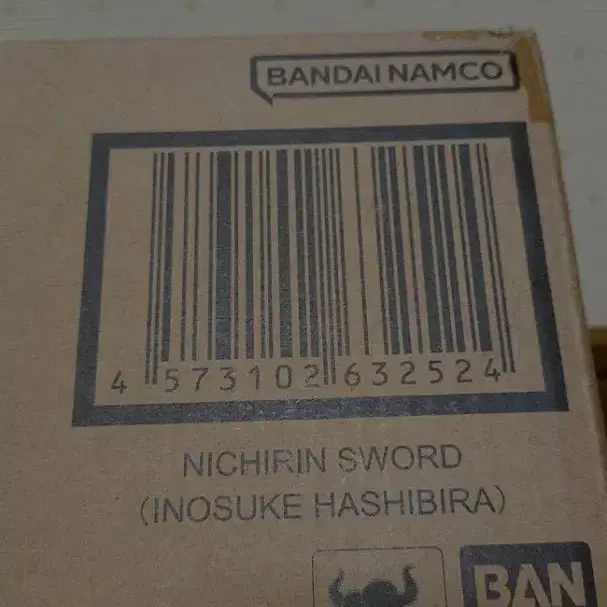 BANDAI NAMCO
4 573102 632524
NICHIRIN SWORD
(INOSUKE HASHIBIRA)
BAN